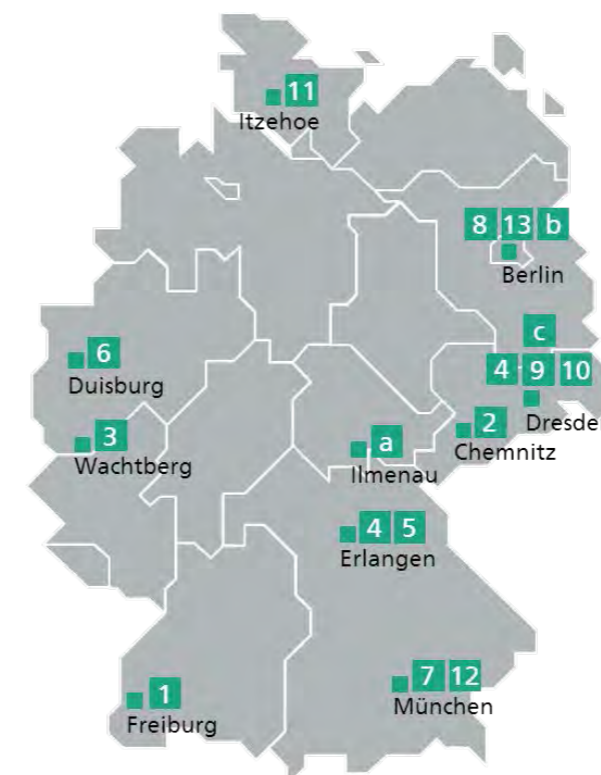 11
Itzehoe
8 13 b
Berlin
c
4 9 10
Dresden
6
Duisburg
2
Chemnitz
3
Wachtberg
a
Ilmenau
4 5
Erlangen
7 12
München
1
Freiburg